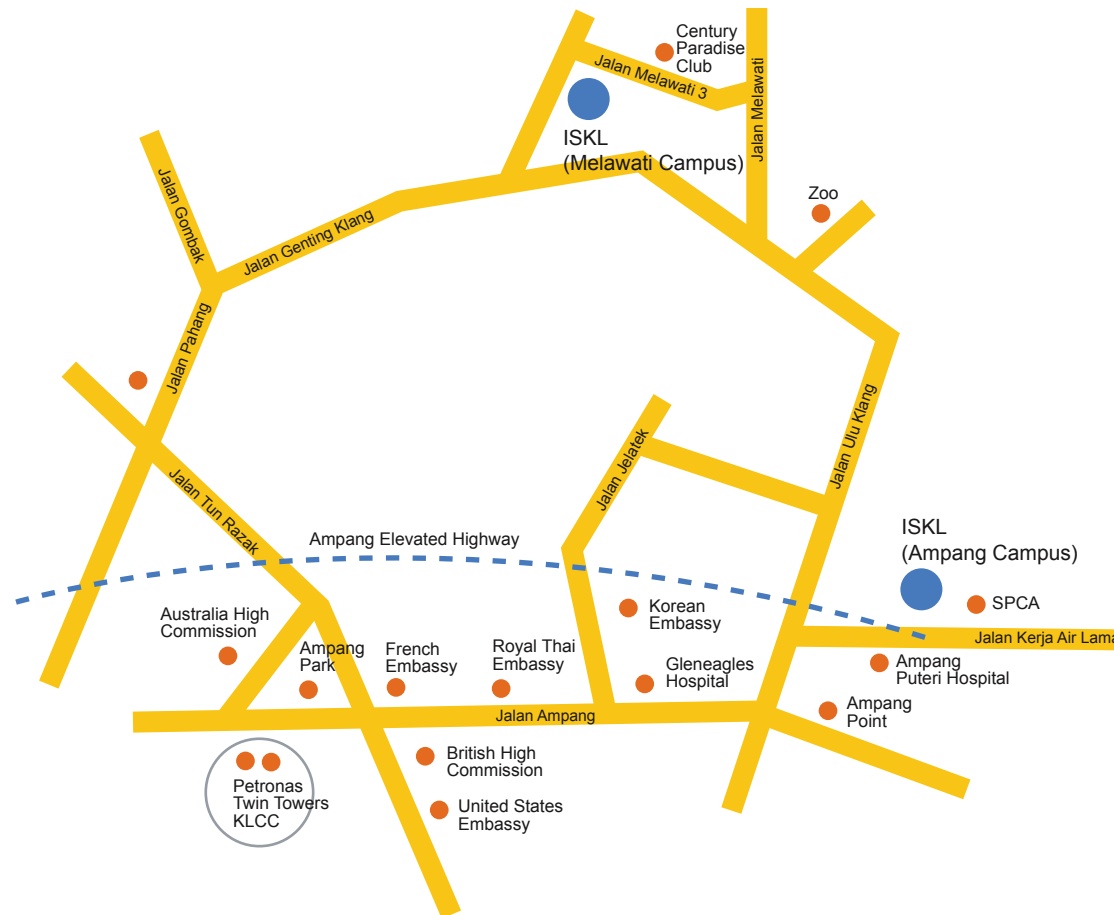 Century
Paradise
Club
Jalan Melawati 3
Jalan Melawati
ISKL
(Melawati Campus)
Zoo
Jalan Gombak
Jalan Genting Klang
Jalan Pahang
Jalan Ulu Klang
Jalan Jelatek
Jalan Tun Razak
Ampang Elevated Highway
ISKL
(Ampang Campus)
SPCA
Jalan Kerja Air Lama
Australia High
Commission
Ampang
Park
French
Embassy
Royal Thai
Embassy
Korean
Embassy
Gleneagles
Hospital
Ampang
Puteri Hospital
Ampang
Point
Jalan Ampang
Petronas
Twin Towers
KLCC
British High
Commission
United States
Embassy